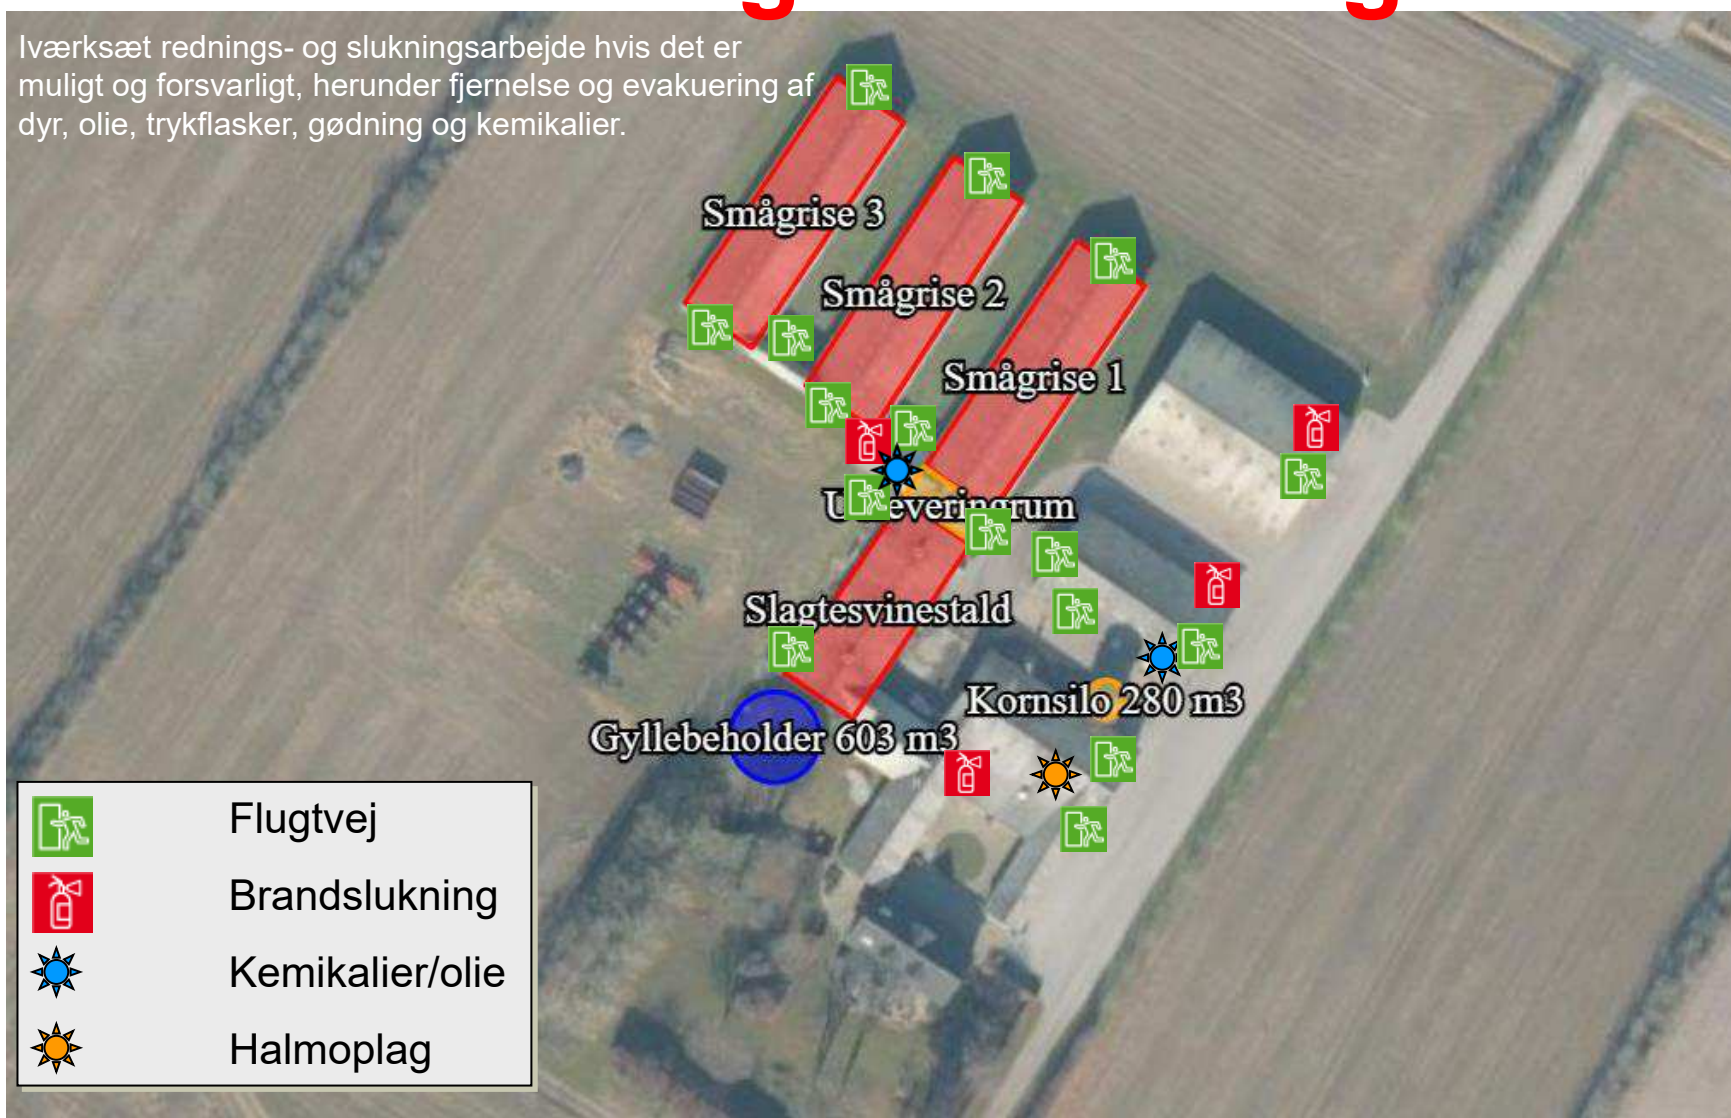 Iværksæt rednings- og slukningsarbejde hvis det er
muligt og forsvarligt, herunder fjernelse og evakuering af
dyr, olie, trykflasker, gødning og kemikalier.
Smågrise 3
Smågrise 2
Smågrise 1
Slagtesvinestald
Kornsilo 280 m3
Gyllebeholder 603 m3
Flugtvej
Brandslukning
Kemikalier/olie
Halmoplag